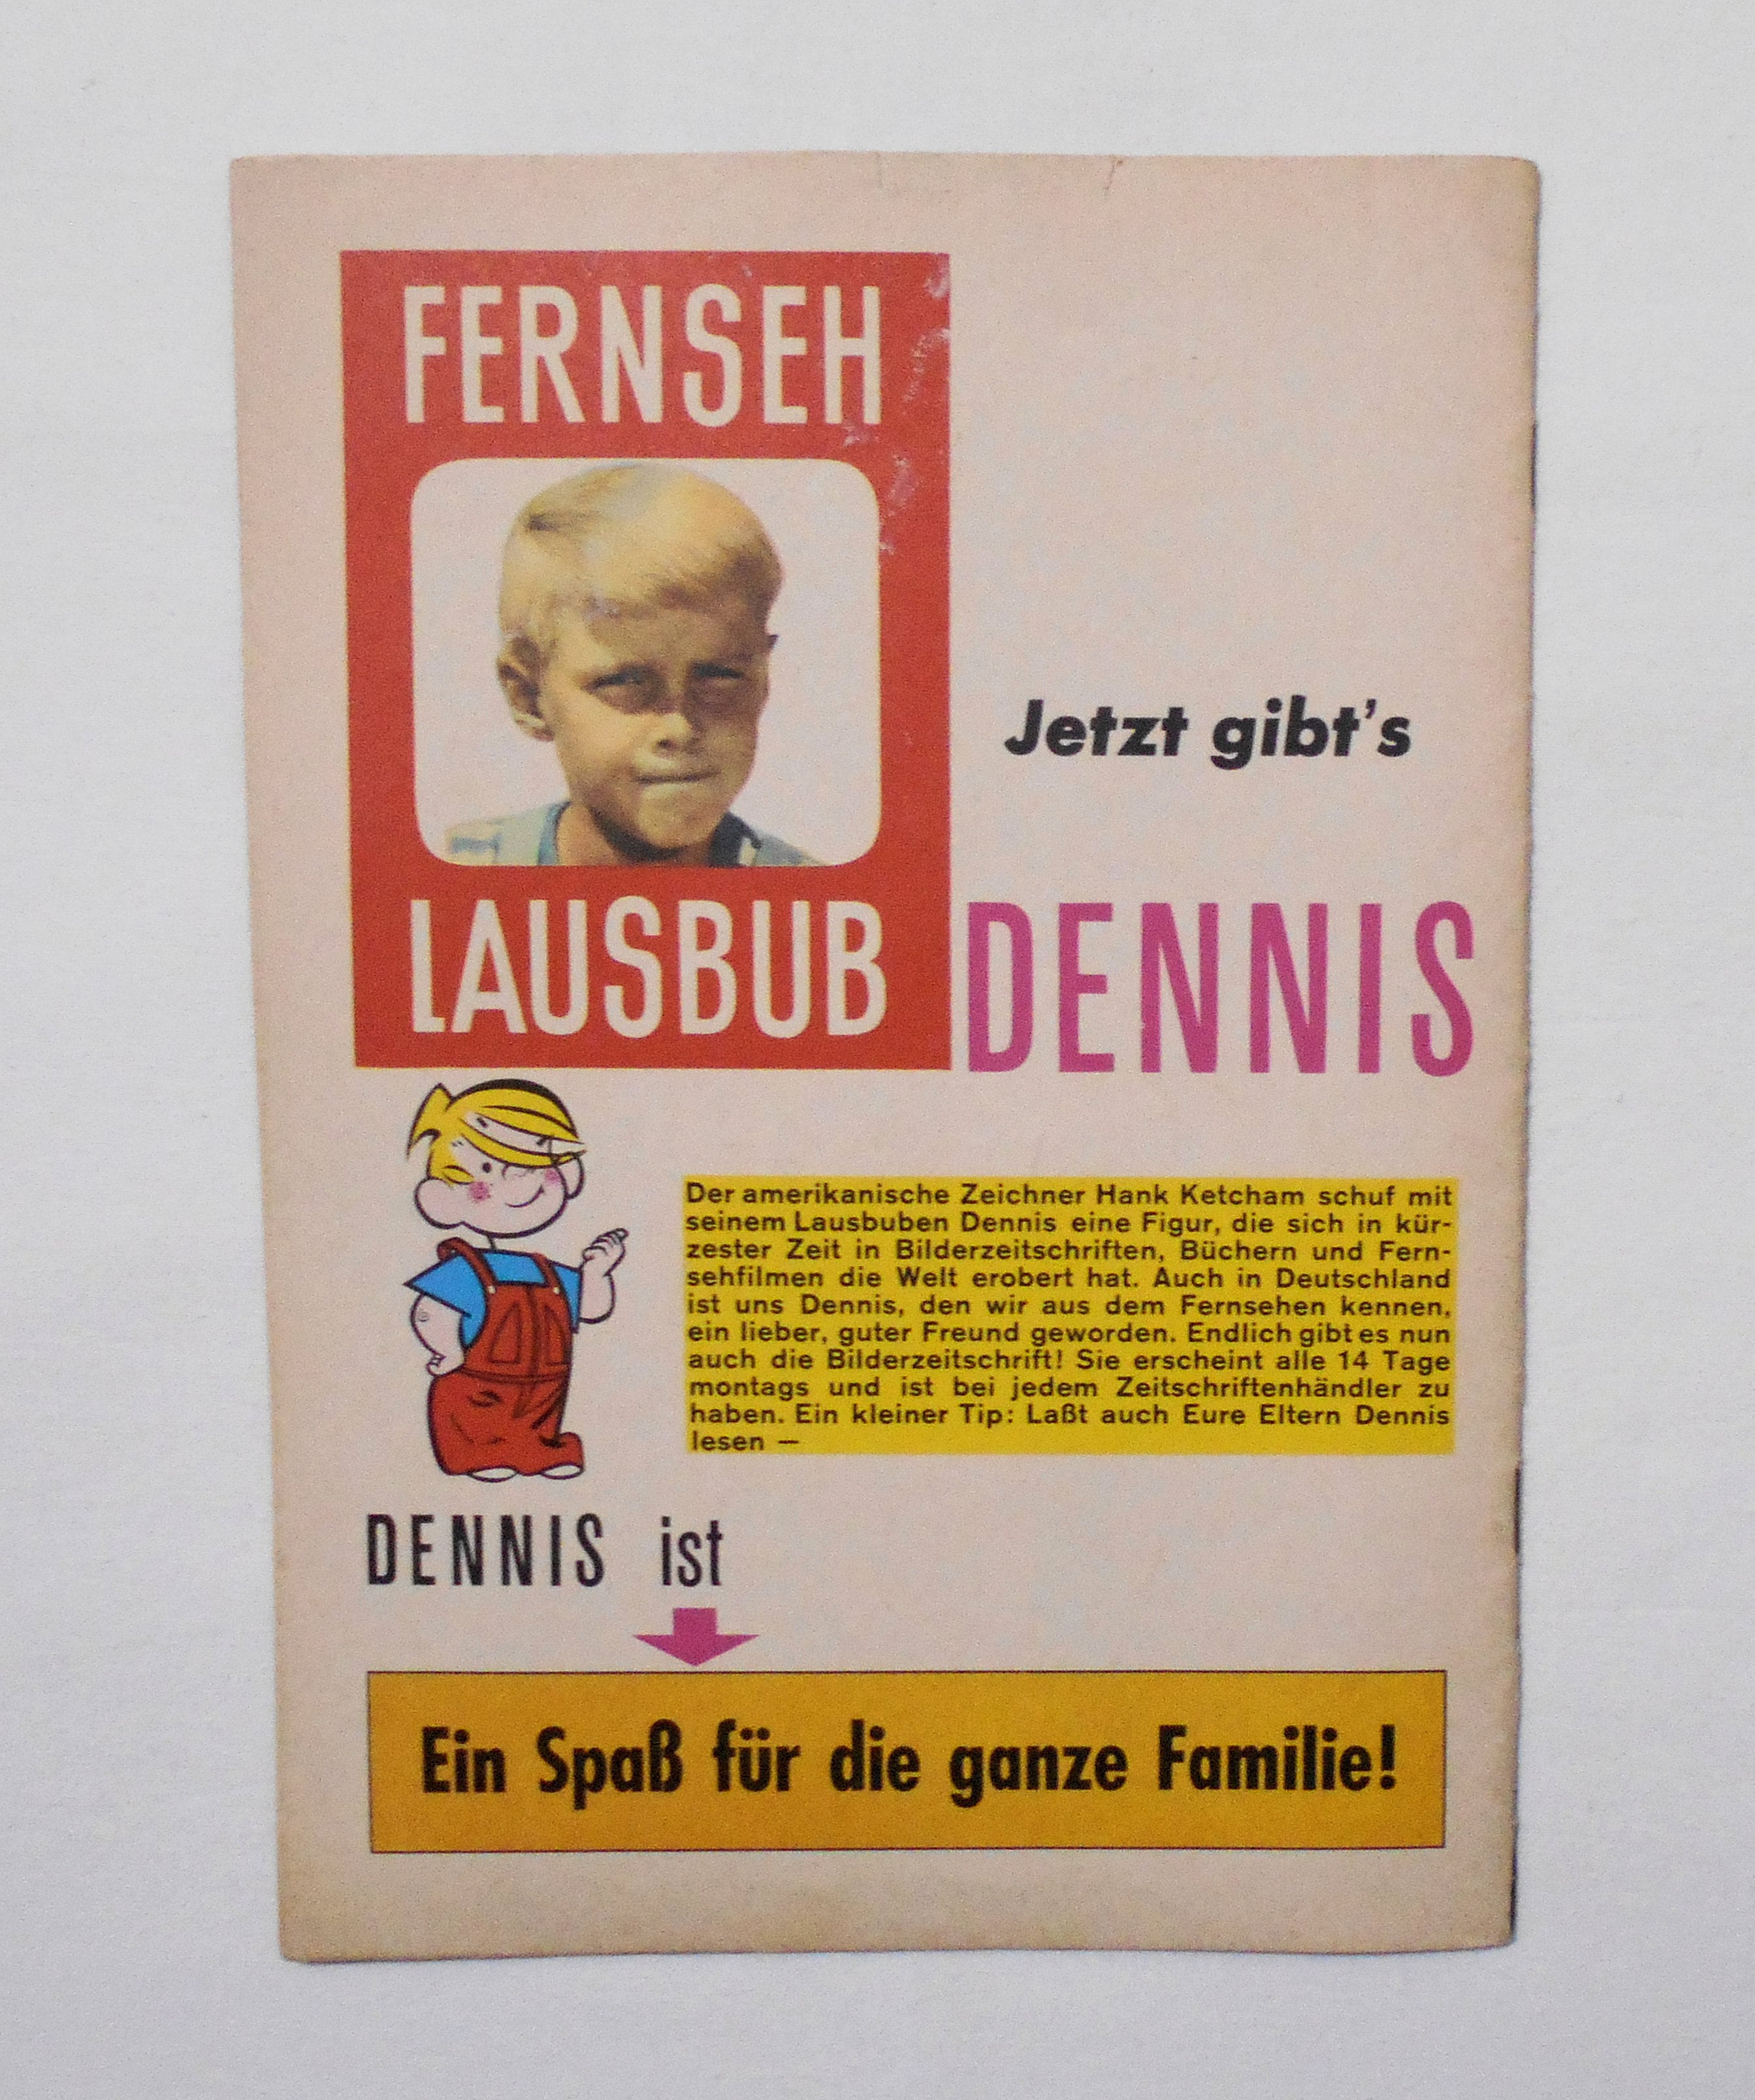 FERNSEH
Jetzt gibt's
LAUSBUB DENNIS
Der amerikanische Zeichner Hank Ketcham schuf mit
seinem Lausbuben Dennis eine Figur, die sich in kür-
zester Zeit in Bilderzeitschriften, Büchern und Fern-
sehfilmen die Welt erobert hat. Auch in Deutschland
ist uns Dennis, den wir aus dem Fernsehen kennen,
ein lieber, guter Freund geworden. Endlich gibt es nun
auch die Bilderzeitschrift! Sie erscheint alle 14 Tage
montags und ist bei jedem Zeitschriftenhändler zu
haben. Ein kleiner Tip: Laßt auch Eure Eltern Dennis
lesen —
DENNIS ist
Ein Spaß für die ganze Familie!